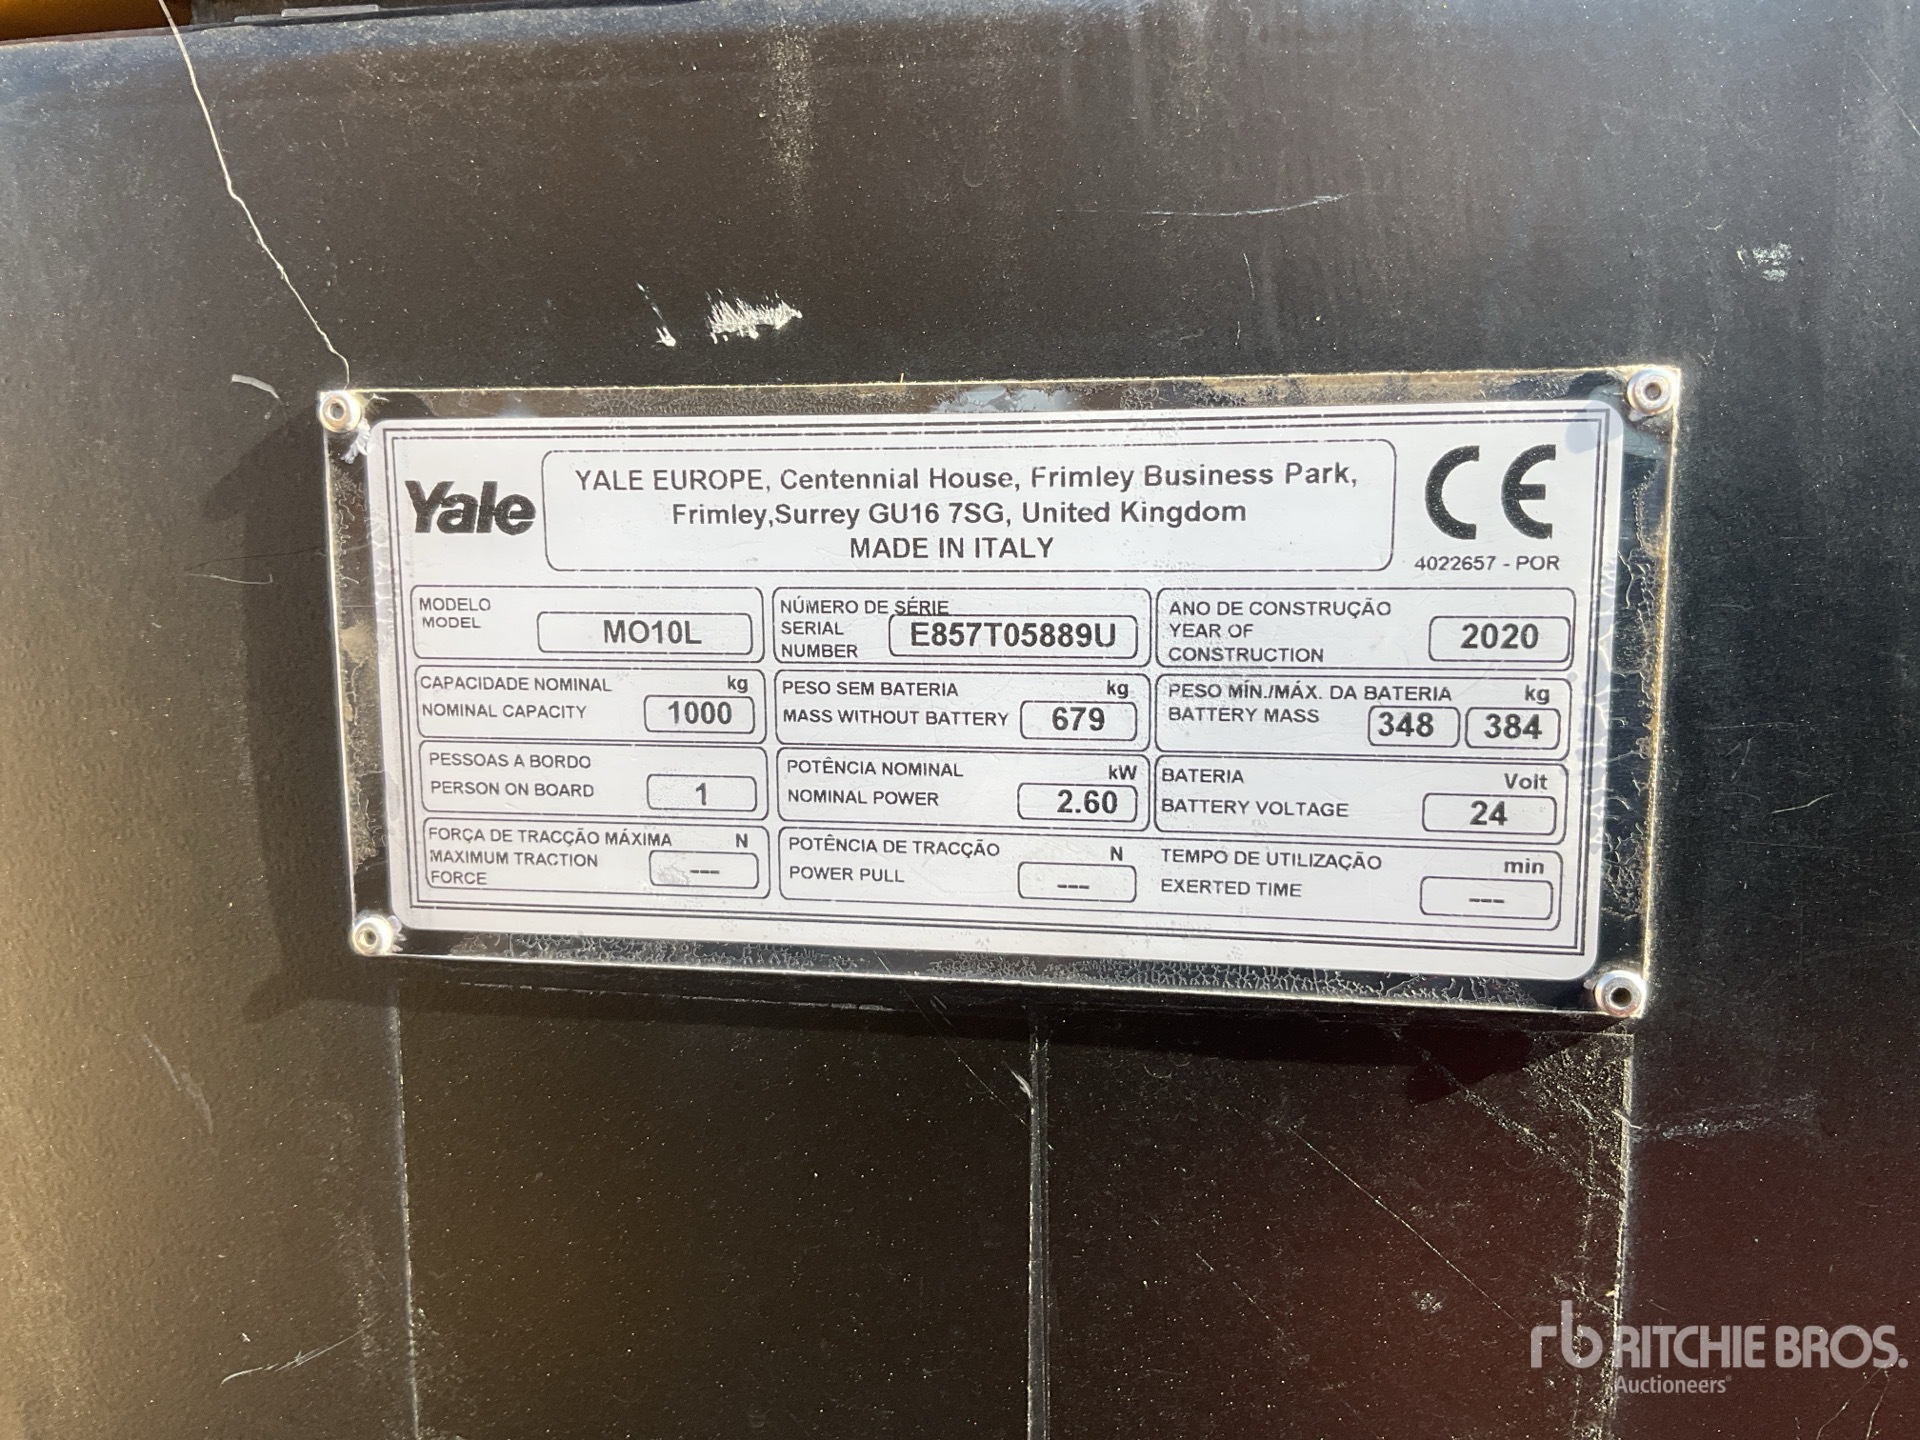 Yale
YALE EUROPE, Centennial House, Frimley Business Park,
Frimley,Surrey GU16 7SG, United Kingdom
MADE IN ITALY
CE
4022657 - POR
MODELO
MODEL
MO10L
NÚMERO DE SÉRIE
SERIAL
NUMBER
E857T05889U
ANO DE CONSTRUÇÃO
YEAR OF
CONSTRUCTION
2020
CAPACIDADE NOMINAL kg
NOMINAL CAPACITY 1000
PESO SEM BATERIA kg
MASS WITHOUT BATTERY 679
PESO MÍN./MÁX. DA BATERIA kg
BATTERY MASS 348 384
PESSOAS A BORDO
PERSON ON BOARD 1
POTÊNCIA NOMINAL kW
NOMINAL POWER 2.60
BATERIA Volt
BATTERY VOLTAGE 24
FORÇA DE TRACÇÃO MÁXIMA N
MAXIMUM TRACTION
FORCE ---
POTÊNCIA DE TRACÇÃO N
POWER PULL ---
TEMPO DE UTILIZAÇÃO min
EXERTED TIME ---
rb RITCHIE BROS.
Auctioneers